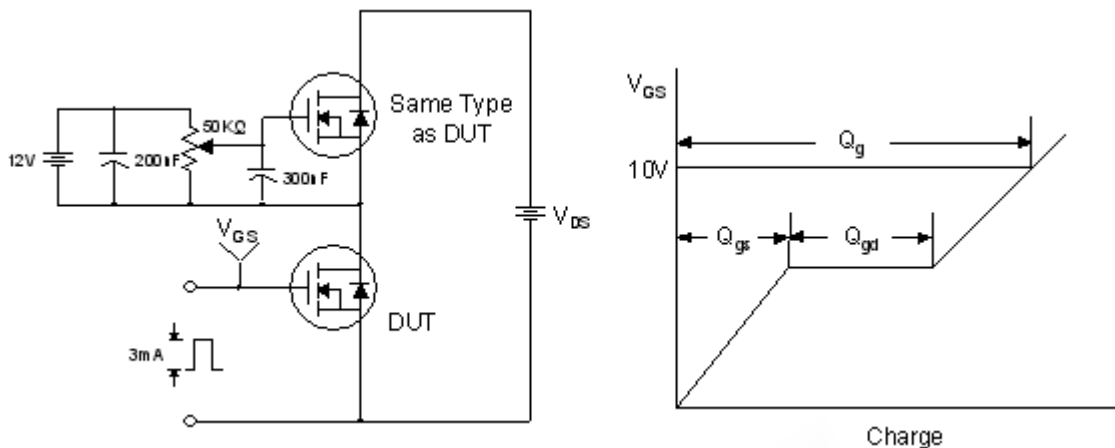 50KΩ
12V
200nF
300nF
Same Type
as DUT
V_DS
V_GS
DUT
3mA
V_GS
10V
Q_g
Q_gs
Q_gd
Charge